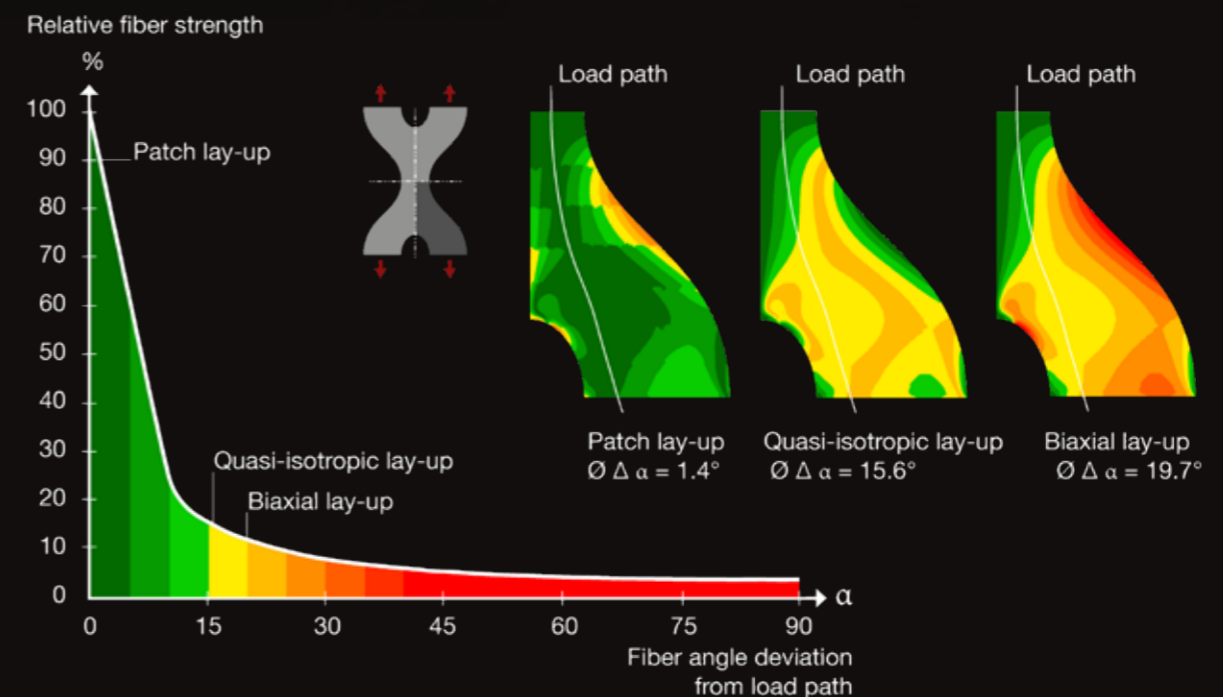 Relative fiber strength
%
100
90
80
70
60
50
40
30
20
10
0
Patch lay-up
Quasi-isotropic lay-up
Biaxial lay-up
0 15 30 45 60 75 90
α
Fiber angle deviation
from load path
Load path
Load path
Load path
Patch lay-up
Ø Δ α = 1.4°
Quasi-isotropic lay-up
Ø Δ α = 15.6°
Biaxial lay-up
Ø Δ α = 19.7°